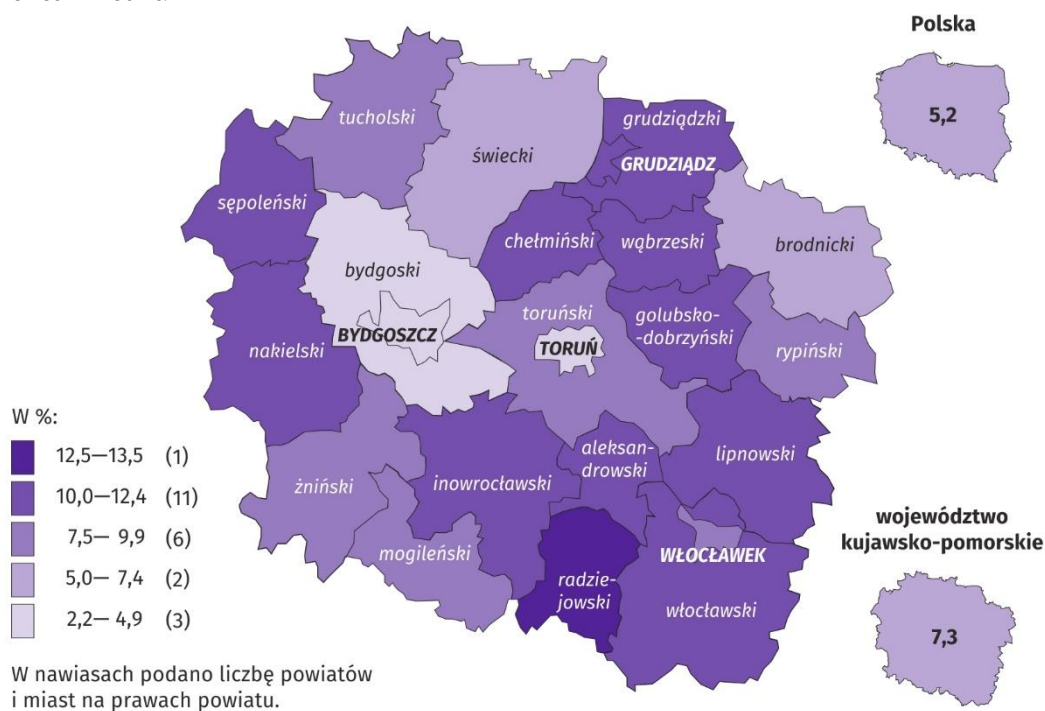 Polska
5,2
tucholski
świecki
grudziądzki
GRUDZIĄDZ
sępoleński
chełmiński
wąbrzeski
brodnicki
bydgoski
BYDGOSZCZ
toruński
TORUŃ
golubsko-
-dobrzyński
rypiński
nakielski
aleksan-
drowski
lipnowski
inowrocławski
żniński
mogileński
radzie-
jowski
WŁOCŁAWEK
włocławski
W %:
12,5—13,5 (1)
10,0—12,4 (11)
7,5— 9,9 (6)
5,0— 7,4 (2)
2,2— 4,9 (3)
W nawiasach podano liczbę powiatów
i miast na prawach powiatu.
województwo
kujawsko-pomorskie
7,3